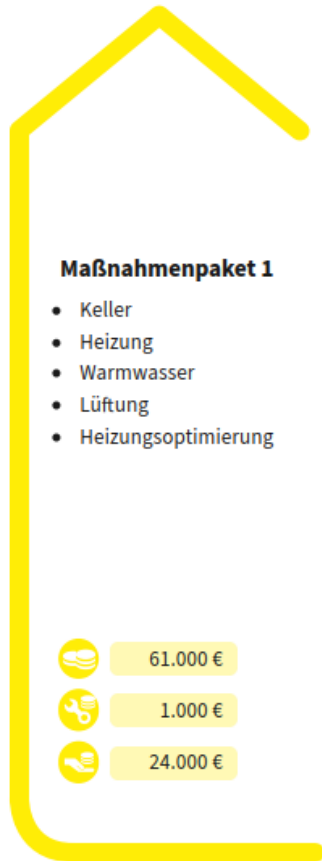 Maßnahmenpaket 1
• Keller
• Heizung
• Warmwasser
• Lüftung
• Heizungsoptimierung
61.000 €
1.000 €
24.000 €